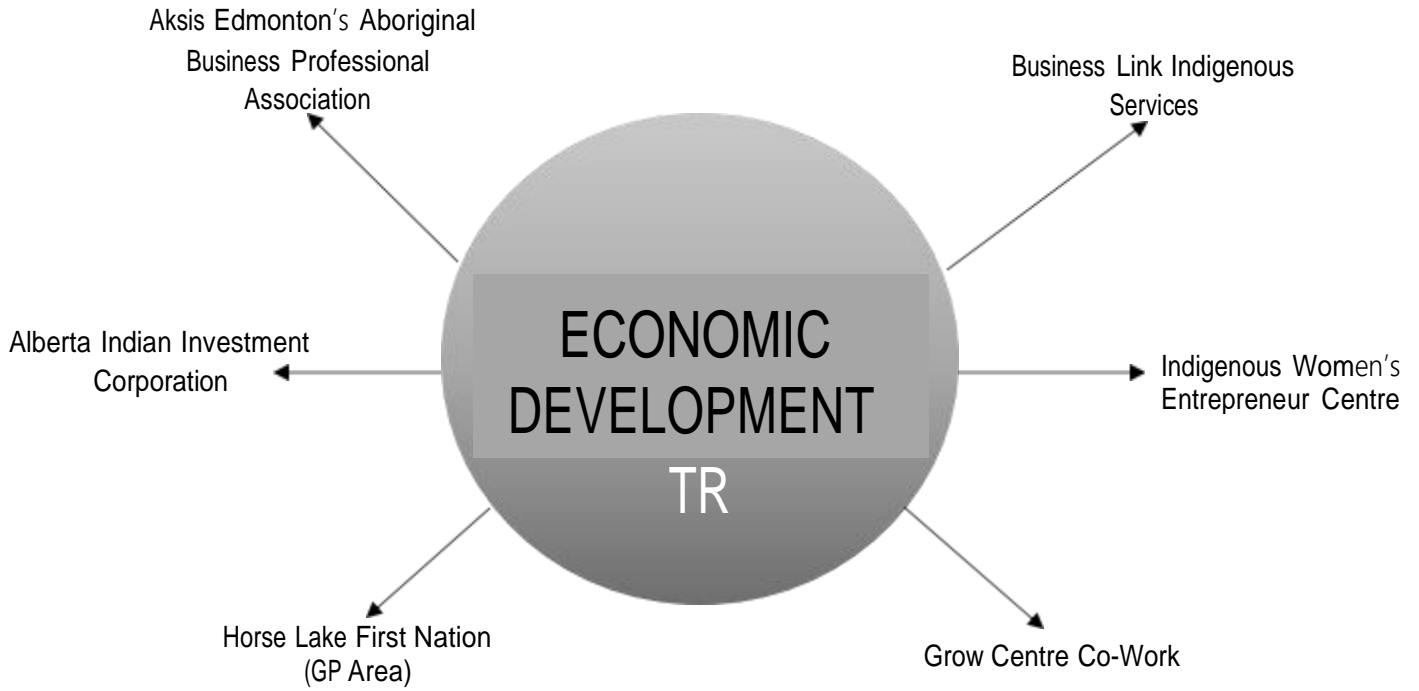 Aksis Edmonton's Aboriginal
Business Professional
Association
Business Link Indigenous
Services
Alberta Indian Investment
Corporation
ECONOMIC
DEVELOPMENT
TR
Indigenous Women's
Entrepreneur Centre
Horse Lake First Nation
(GP Area)
Grow Centre Co-Work